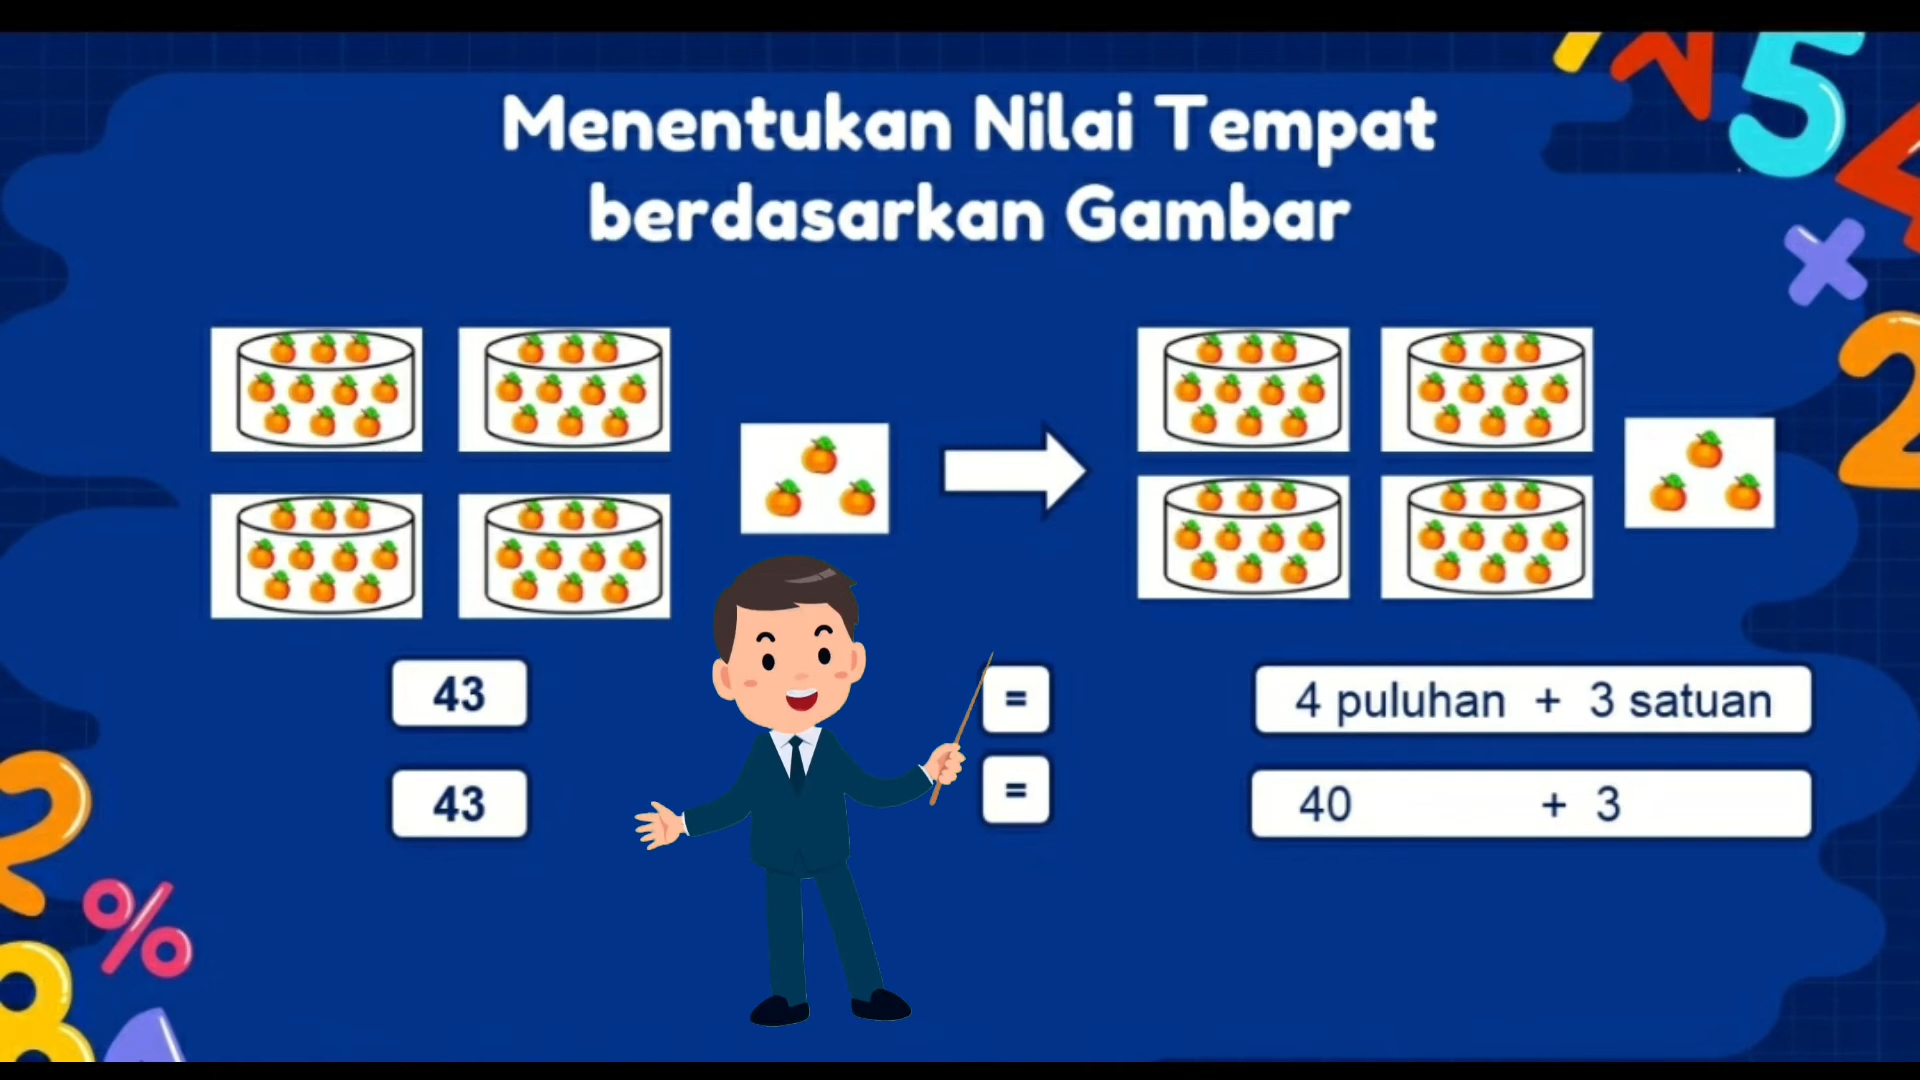 Menentukan Nilai Tempat
berdasarkan Gambar
43 = 4 puluhan + 3 satuan
43 = 40 + 3